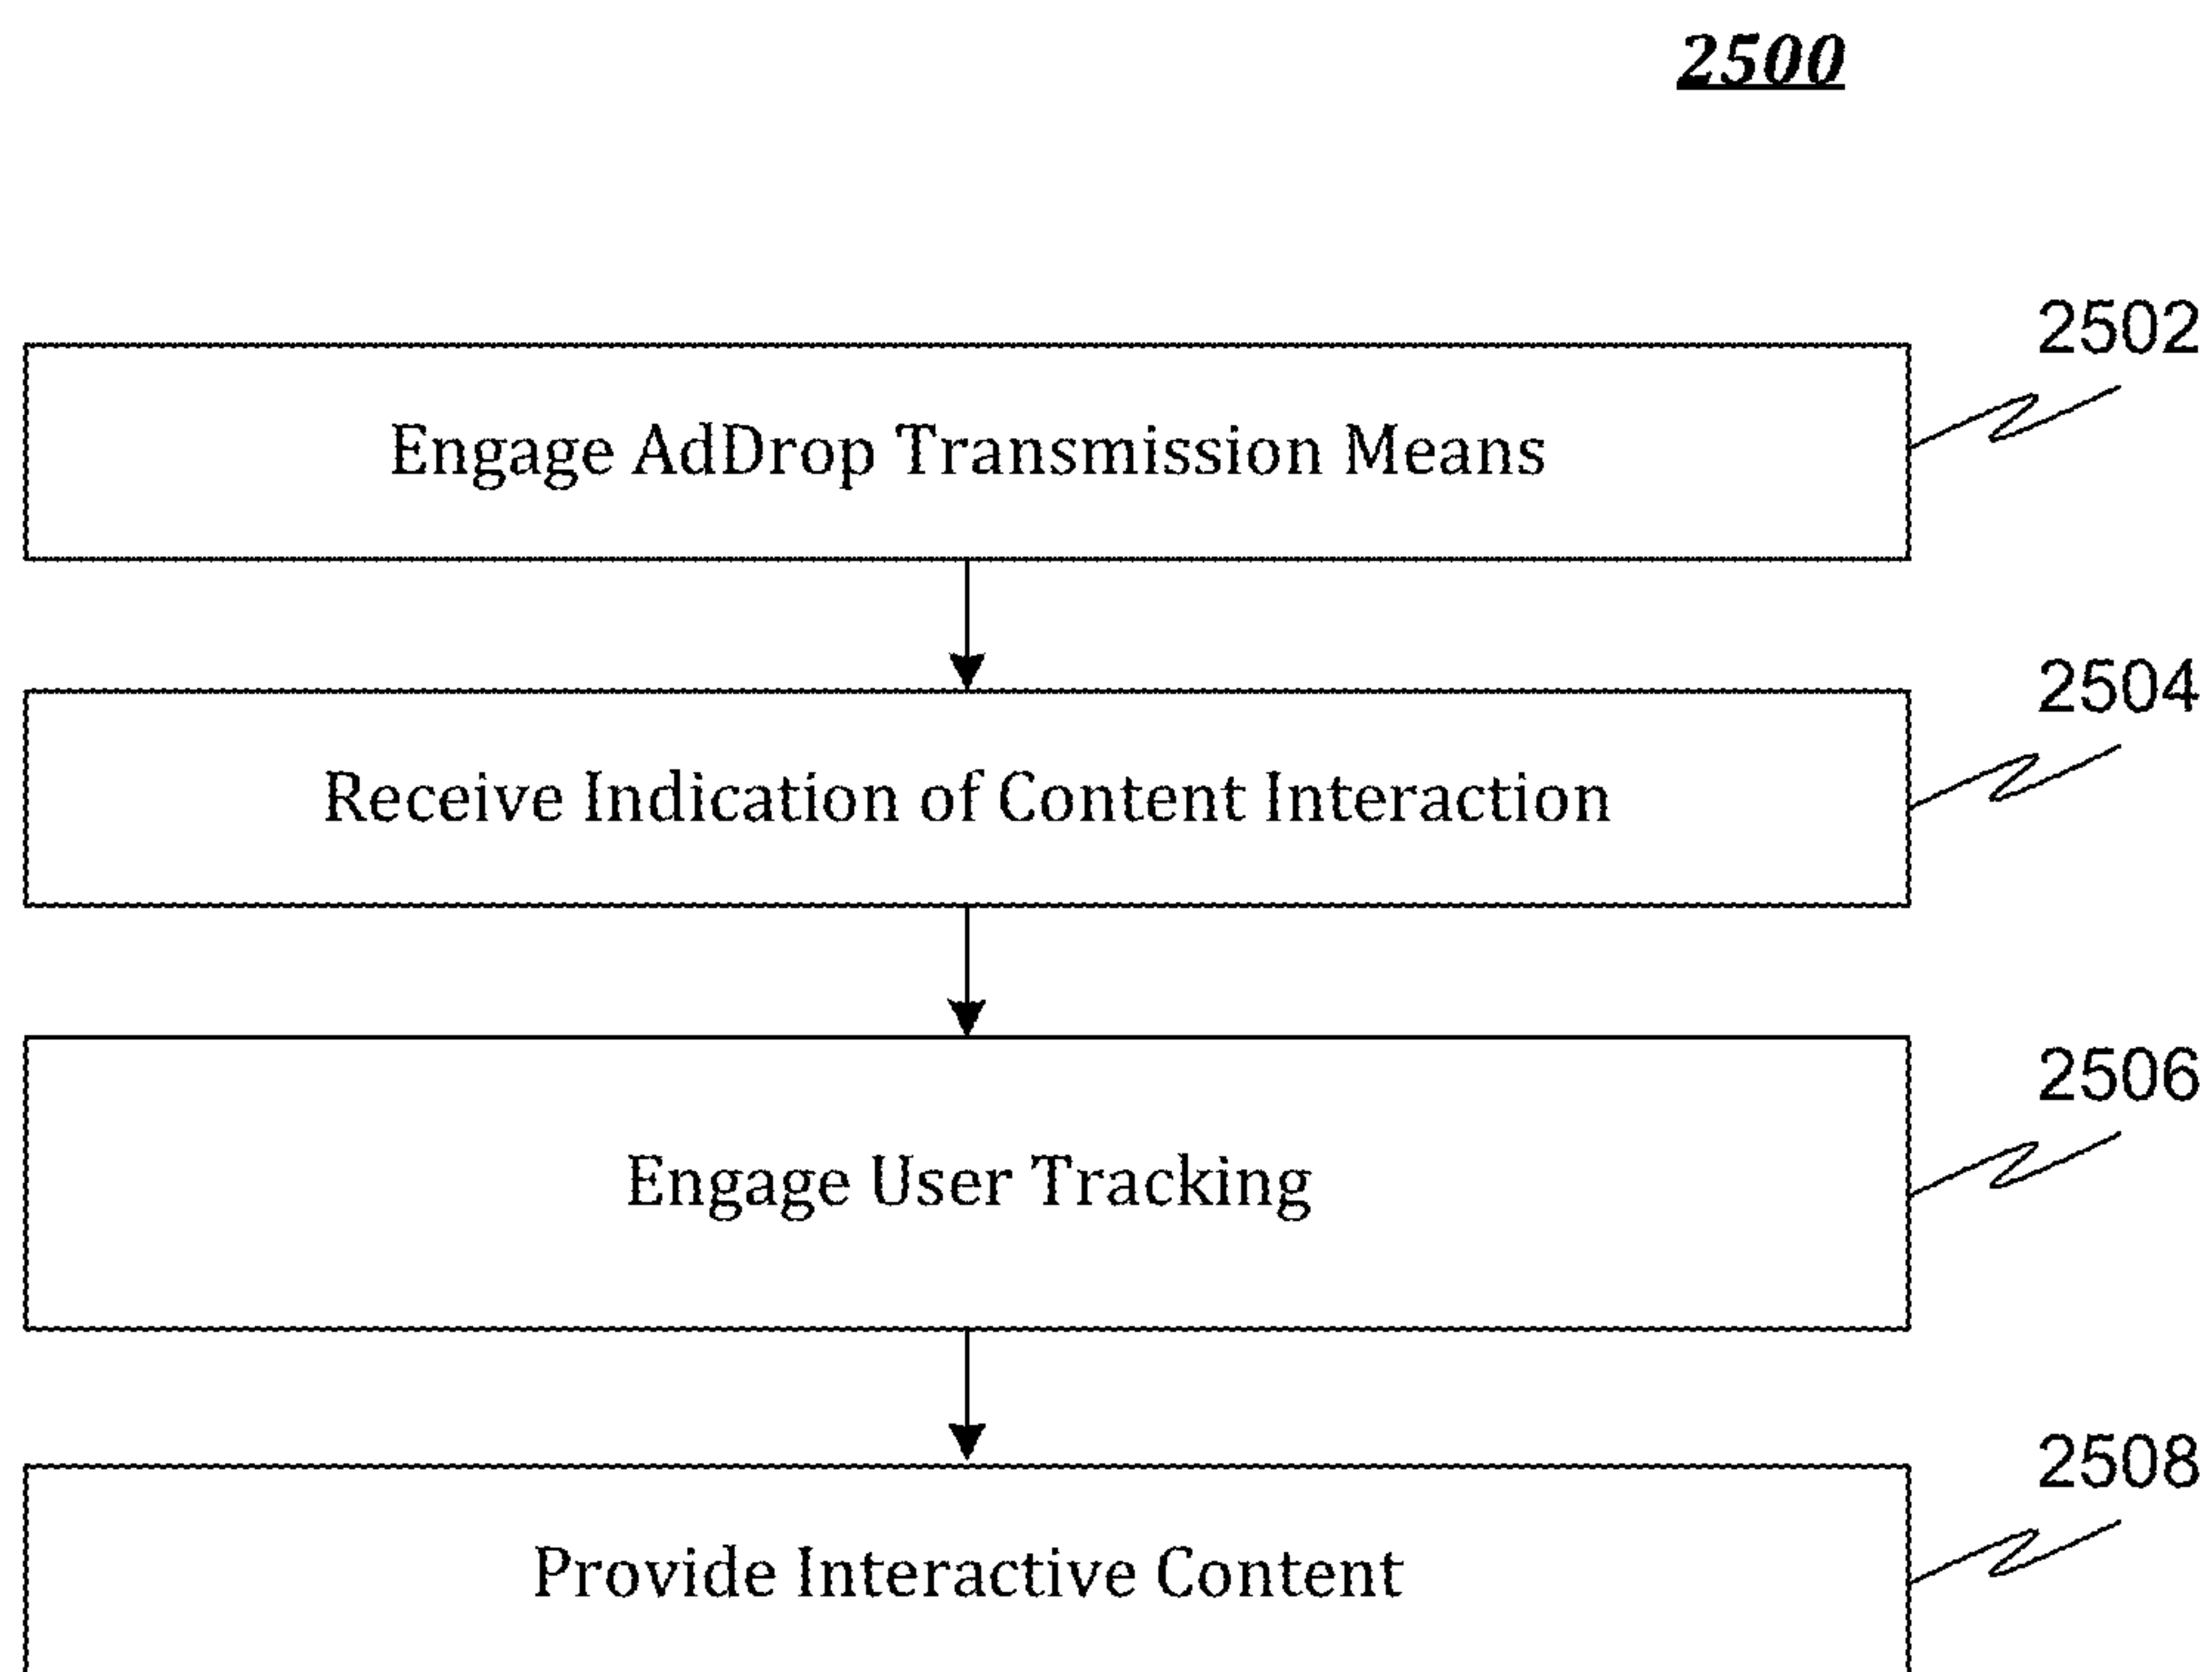 2500
2502
Engage AdDrop Transmission Means
2504
Receive Indication of Content Interaction
2506
Engage User Tracking
2508
Provide Interactive Content